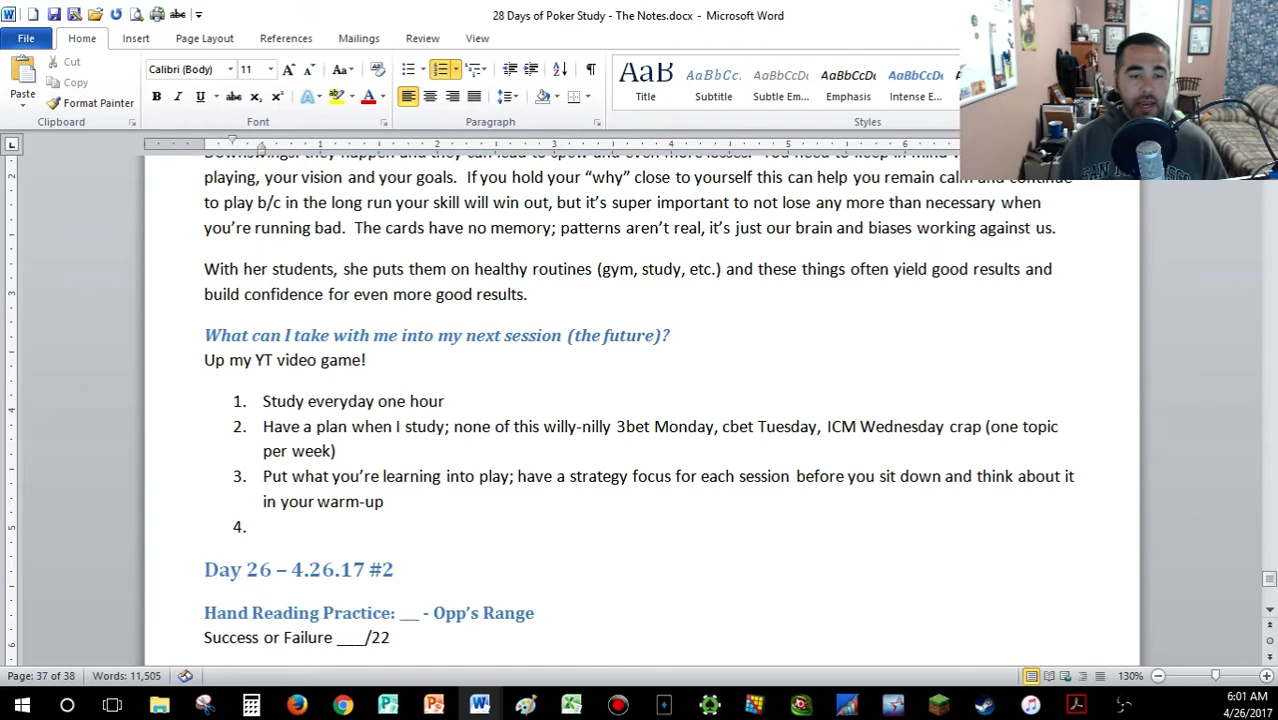 28 Days of Poker Study - The Notes.docx - Microsoft Word
File Home Insert Page Layout References Mailings Review View
Paste
Cut
Copy
Format Painter
Clipboard
Calibri (Body) 11
Font
Paragraph
AaB Title
AaBbCc. Subtitle
AaBbCcDc Subtle Em...
AaBbCcDc Emphasis
AaBbCcDc Intense E...
Styles
playing, your vision and your goals. If you hold your “why” close to yourself this can help you remain calm and continue
to play b/c in the long run your skill will win out, but it’s super important to not lose any more than necessary when
you’re running bad. The cards have no memory; patterns aren’t real, it’s just our brain and biases working against us.
With her students, she puts them on healthy routines (gym, study, etc.) and these things often yield good results and
build confidence for even more good results.
What can I take with me into my next session (the future)?
Up my YT video game!
1. Study everyday one hour
2. Have a plan when I study; none of this willy-nilly 3bet Monday, cbet Tuesday, ICM Wednesday crap (one topic
per week)
3. Put what you’re learning into play; have a strategy focus for each session before you sit down and think about it
in your warm-up
4.
Day 26 – 4.26.17 #2
Hand Reading Practice: __ - Opp’s Range
Success or Failure ___/22
Page: 37 of 38 Words: 11,505 130%
6:01 AM
4/26/2017